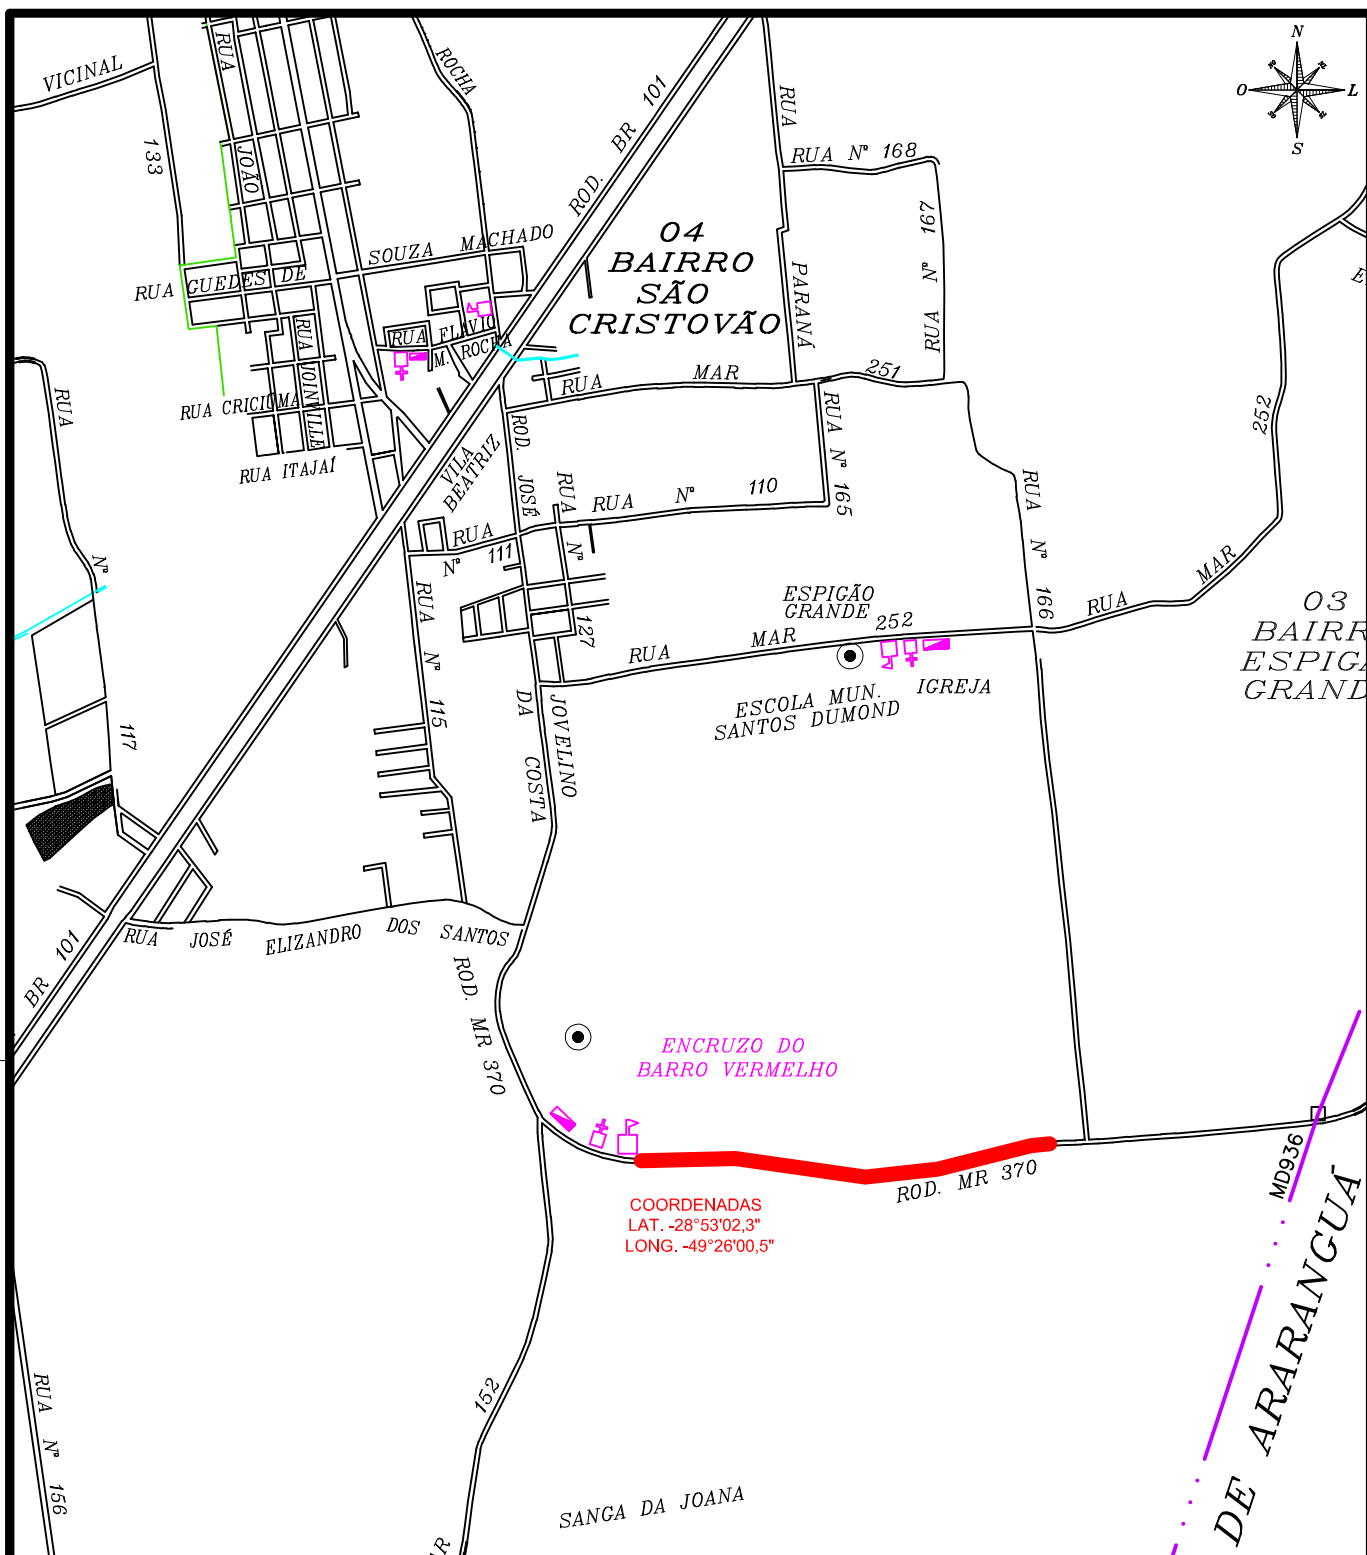 N
O
L
S
VICINAL
133
RUA
JOÃO
ROCHA
ROD. BR 101
RUA
PARANÁ
RUA Nº 168
RUA Nº 167
04
BAIRRO
SÃO
CRISTOVÃO
RUA GUEDES DE SOUZA MACHADO
RUA FLAVIO
M. ROCHA
RUA JOINVILLE
RUA CRICIÚMA
RUA ITAJAÍ
VILA
BEATRIZ
RUA MAR 251
RUA Nº 165
RUA Nº 110
RUA
Nº 111
RUA Nº 127
RUA Nº 115
ROD. JOSÉ
JOVELINO
DA COSTA
RUA Nº 166
252
RUA MAR
03
BAIRR
ESPIGA
GRAND
ESPIGÃO
GRANDE
RUA MAR 252
ESCOLA MUN.
SANTOS DUMOND
IGREJA
RUA Nº
117
BR 101
RUA JOSÉ ELIZANDRO DOS SANTOS
ROD. MR 370
ENCRUZO DO
BARRO VERMELHO
COORDENADAS
LAT. -28°53'02,3"
LONG. -49°26'00,5"
ROD. MR 370
MD936
DE ARARANGUÁ
152
RUA Nº 156
SANGA DA JOANA